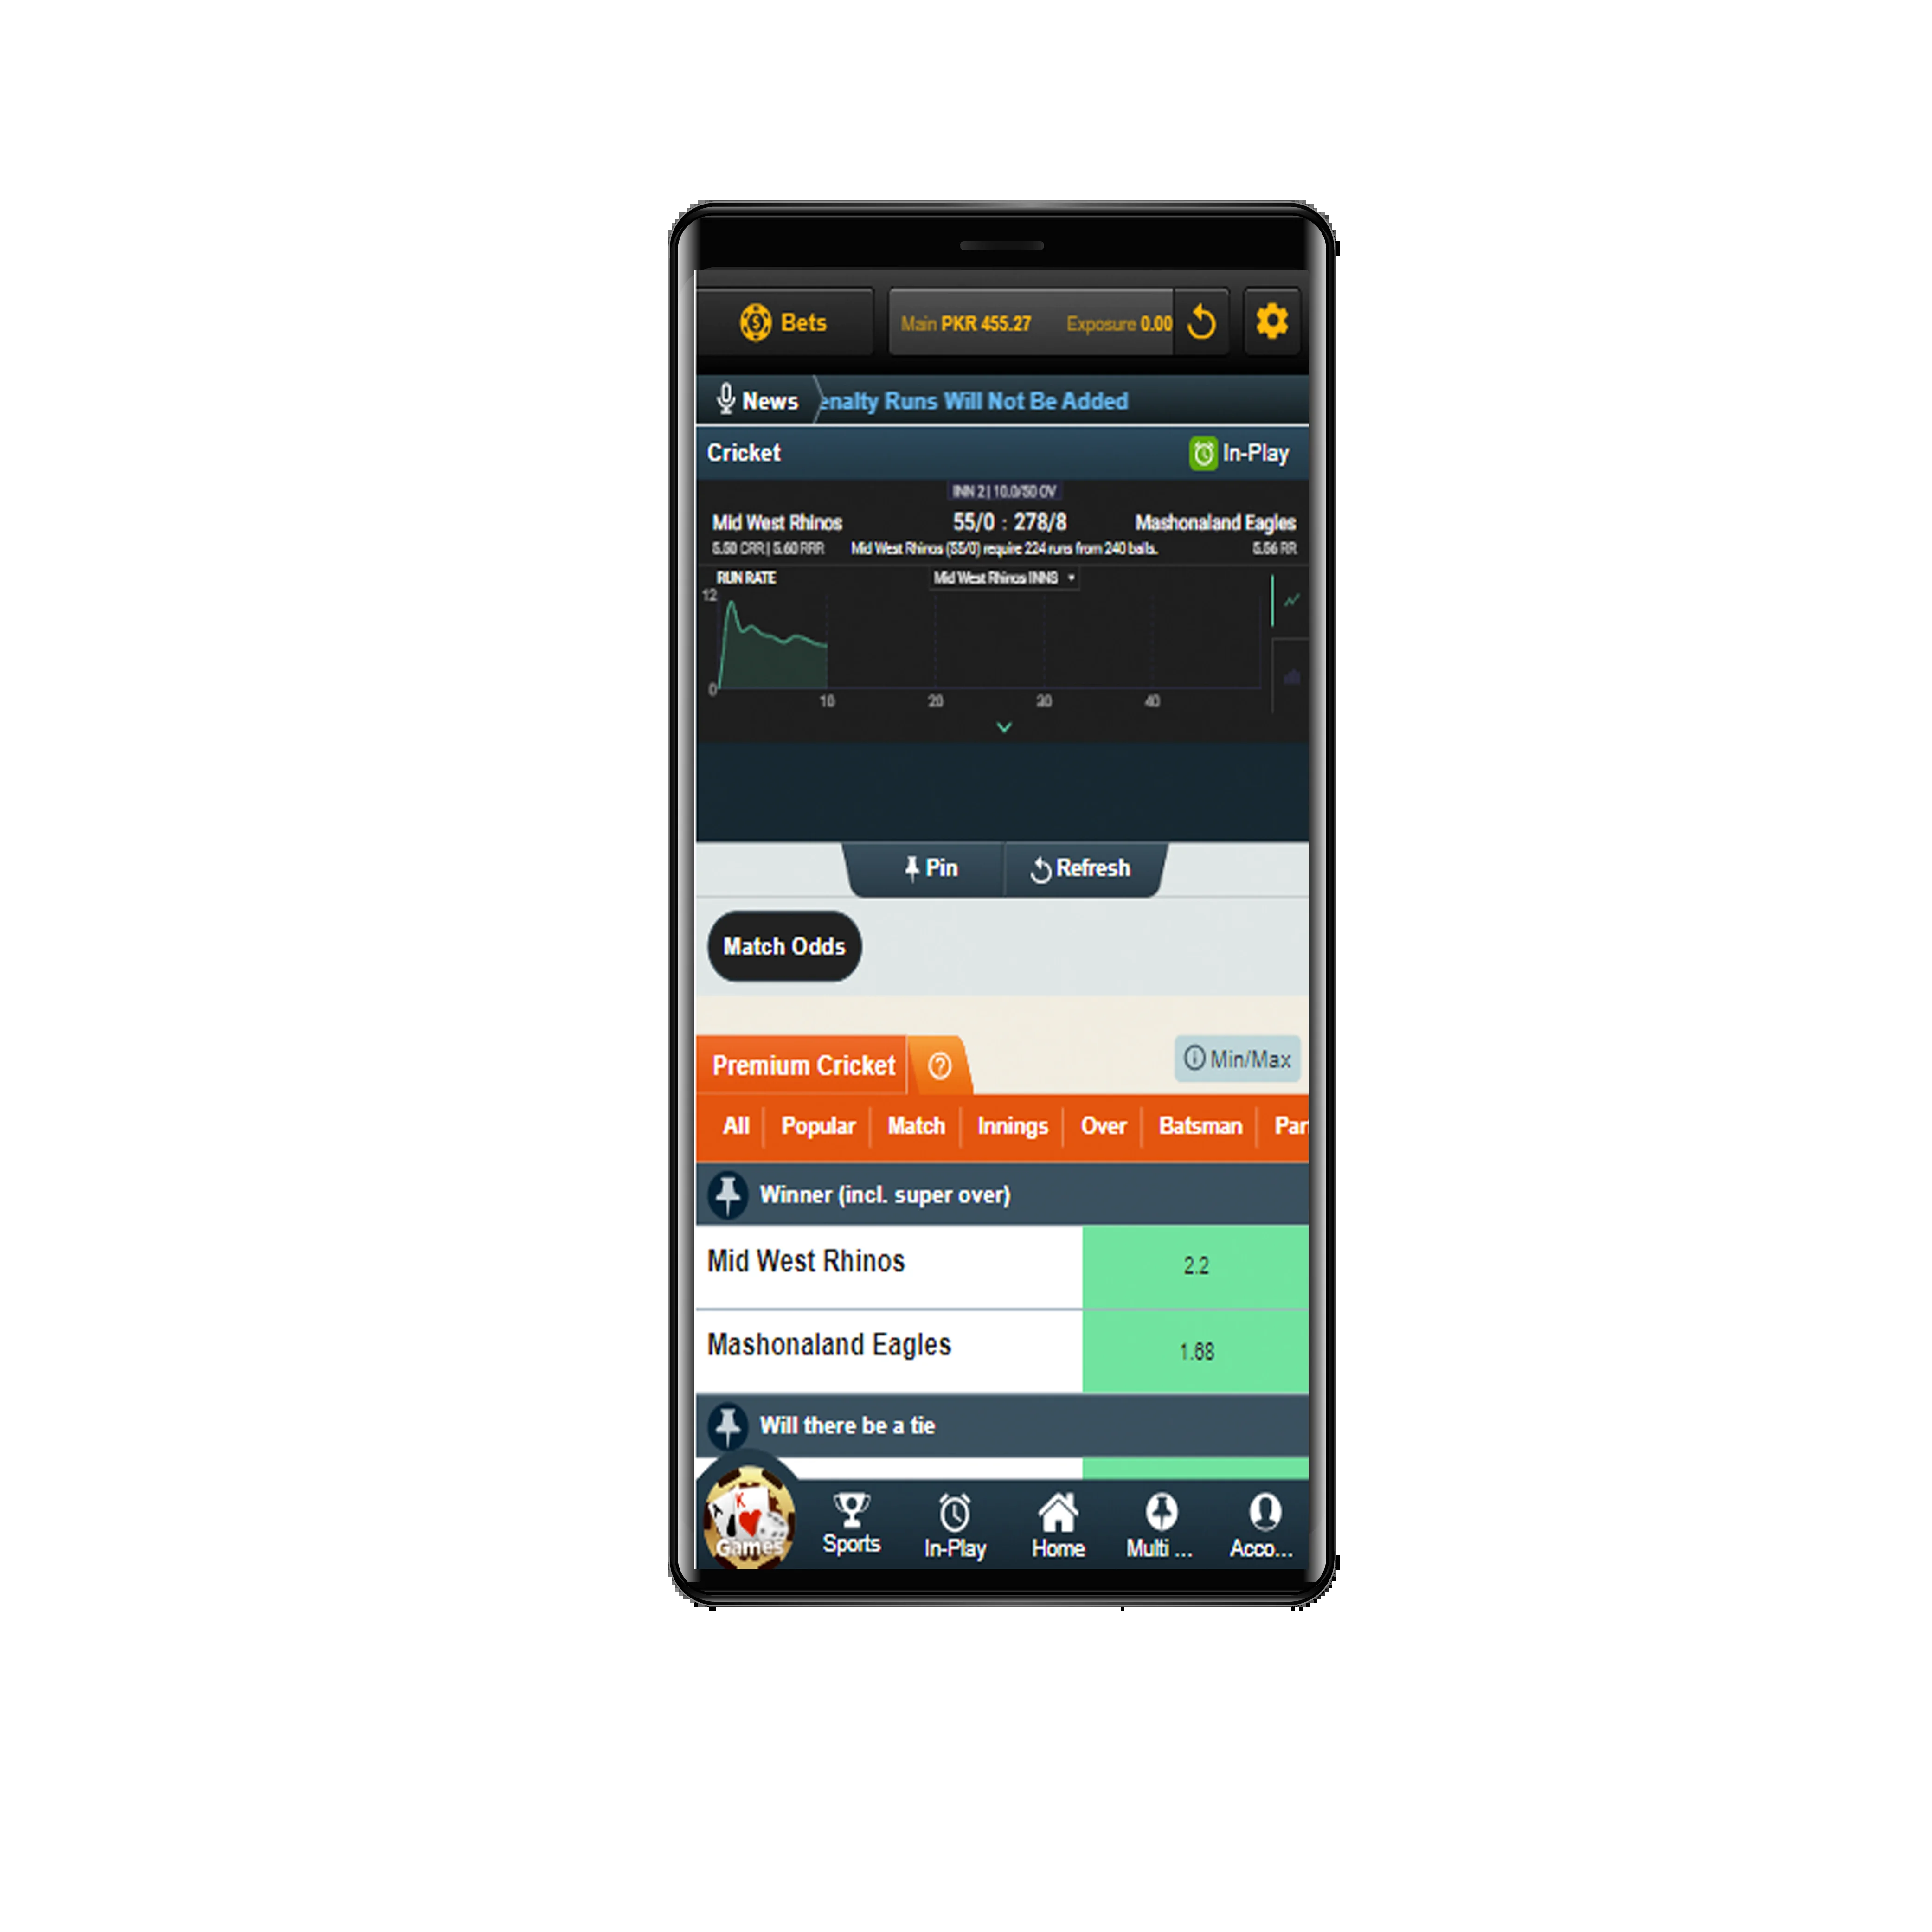 Bets
Main PKR 455.27 Exposure 0.00
News
enalty Runs Will Not Be Added
Cricket
In-Play
INN 2 | 10.0/50 OV
Mid West Rhinos 55/0 : 278/8 Mashonaland Eagles
5.50 CRR | 5.60 RRR Mid West Rhinos (55/0) require 224 runs from 240 balls. 5.56 RR
RUN RATE
Mid West Rhinos INNS
12
0
10 20 30 40
Pin Refresh
Match Odds
Premium Cricket
Min/Max
All Popular Match Innings Over Batsman Par
Winner (incl. super over)
Mid West Rhinos 2.2
Mashonaland Eagles 1.68
Will there be a tie
Games Sports In-Play Home Multi ... Acco...